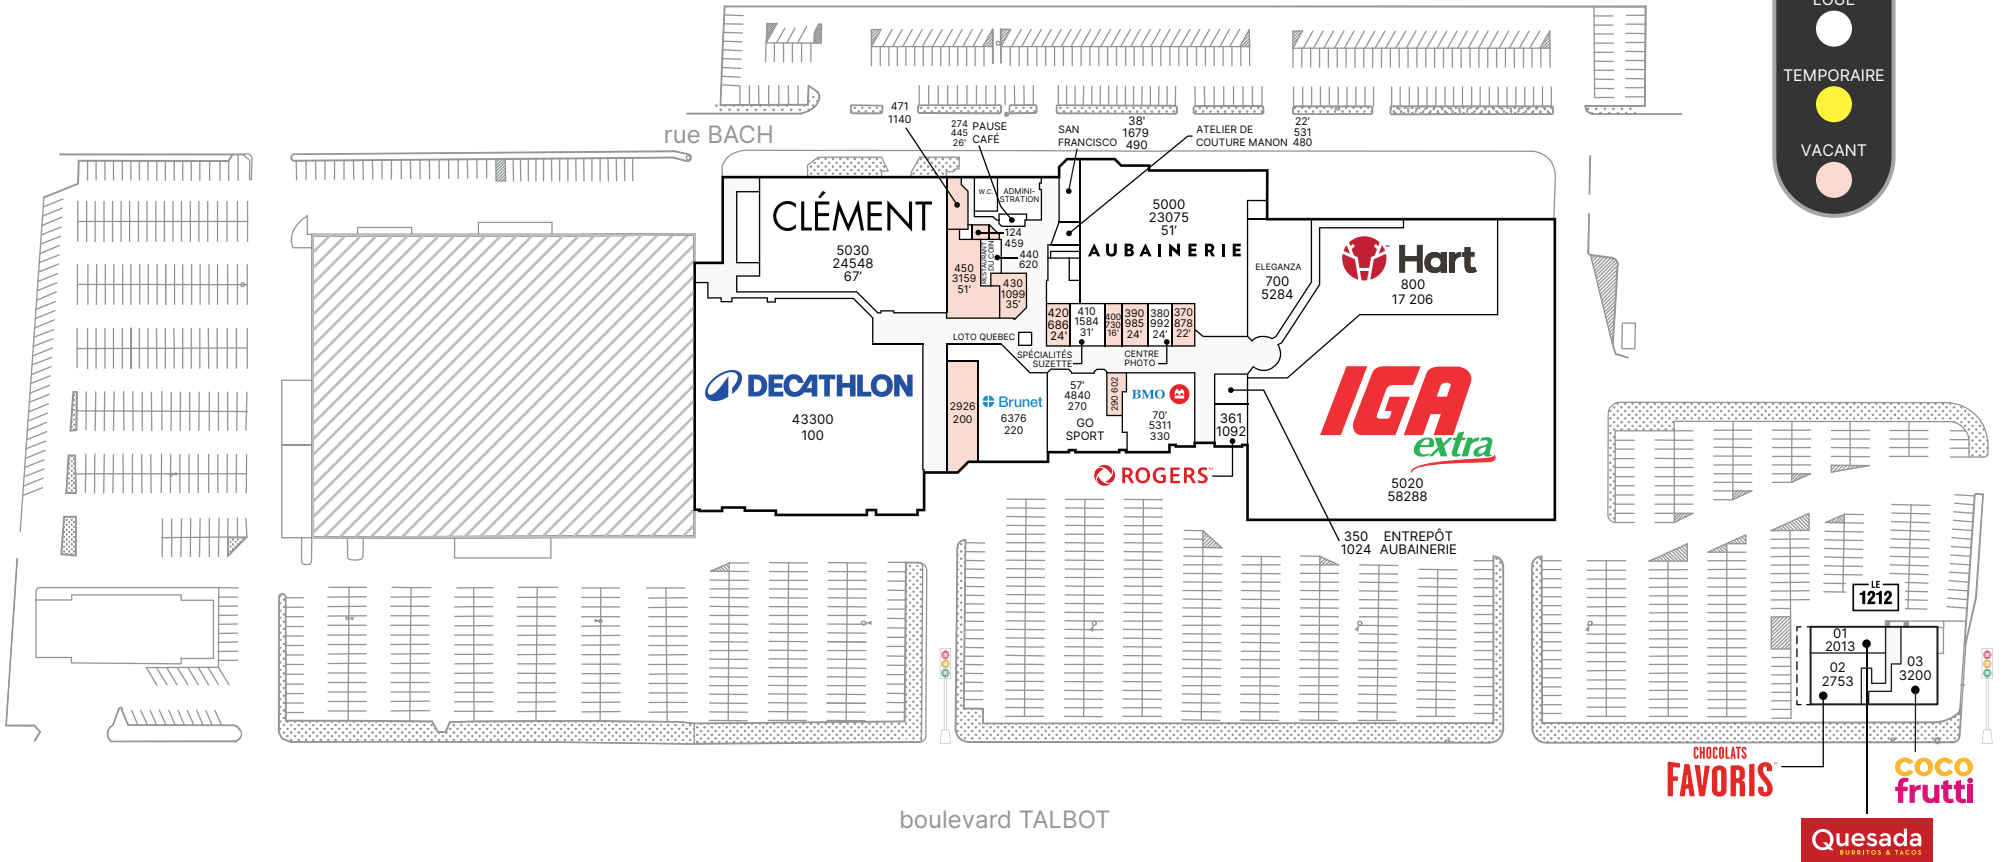 LOUÉ
TEMPORAIRE
VACANT
rue BACH
471
1140
274
445
26'
PAUSE
CAFÉ
SAN
FRANCISCO
38'
1679
490
ATELIER DE
COUTURE MANON
22'
531
480
CLÉMENT
5030
24548
67'
W.C.
ADMINI-
STRATION
124
459
RESTAURANT
DU COIN
440
620
450
3159
51'
430
1099
35'
5000
23075
51'
AUBAINERIE
ELEGANZA
700
5284
Hart
800
17 206
420
686
24'
410
1584
31'
400
730
16'
390
985
24'
380
992
24'
370
878
22'
LOTO QUEBEC
SPÉCIALITÉS
SUZETTE
CENTRE
PHOTO
DECATHLON
43300
100
2926
200
Brunet
6376
220
57'
4840
270
GO
SPORT
290 602
BMO
70'
5311
330
361
1092
ROGERS
IGA
extra
5020
58288
350
1024
ENTREPÔT
AUBAINERIE
LE
1212
01
2013
02
2753
03
3200
CHOCOLATS
FAVORIS
COCO
frutti
Quesada
BURRITOS & TACOS
boulevard TALBOT